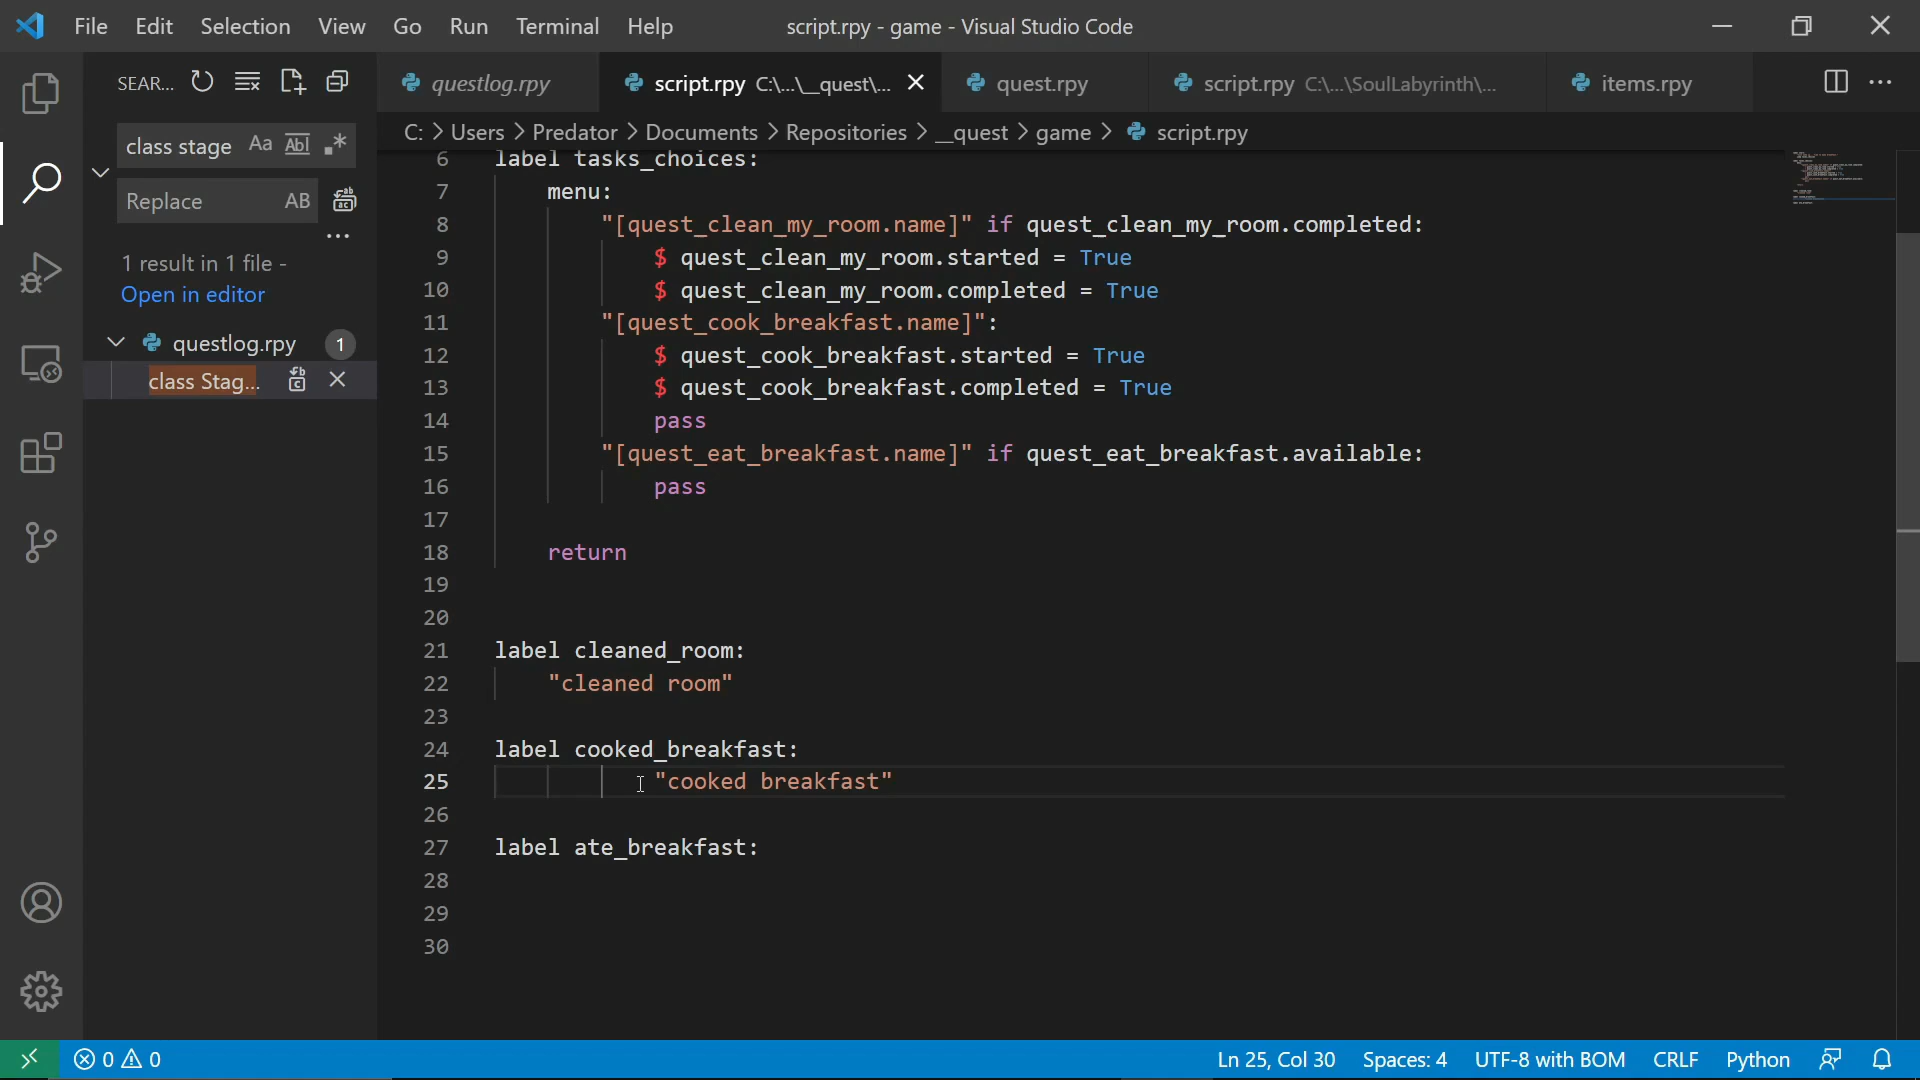 File Edit Selection View Go Run Terminal Help script.rpy - game - Visual Studio Code
SEAR...
questlog.rpy script.rpy C:\...\__quest\... quest.rpy script.rpy C:\...\SoulLabyrinth\... items.rpy
C: > Users > Predator > Documents > Repositories > __quest > game > script.rpy
class stage Aa Abl .*
Replace AB
...
1 result in 1 file -
Open in editor
questlog.rpy 1
class Stag...
6 label tasks_choices:
7 menu:
8 "[quest_clean_my_room.name]" if quest_clean_my_room.completed:
9 $ quest_clean_my_room.started = True
10 $ quest_clean_my_room.completed = True
11 "[quest_cook_breakfast.name]":
12 $ quest_cook_breakfast.started = True
13 $ quest_cook_breakfast.completed = True
14 pass
15 "[quest_eat_breakfast.name]" if quest_eat_breakfast.available:
16 pass
17
18 return
19
20
21 label cleaned_room:
22 "cleaned room"
23
24 label cooked_breakfast:
25 "cooked breakfast"
26
27 label ate_breakfast:
28
29
30
0 0 Ln 25, Col 30 Spaces: 4 UTF-8 with BOM CRLF Python